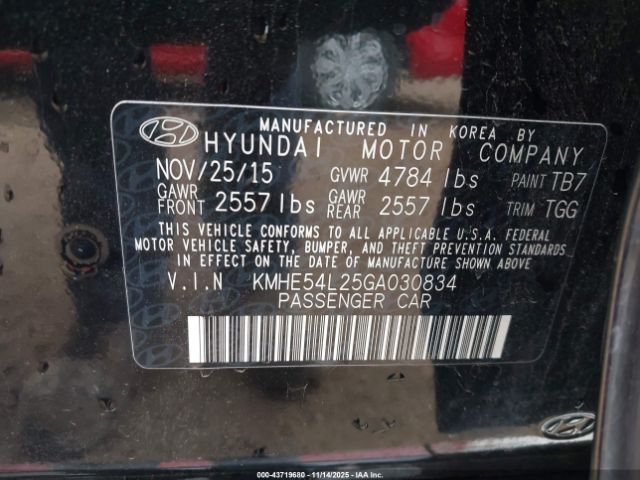 MANUFACTURED IN KOREA BY
HYUNDAI MOTOR COMPANY
NOV/25/15 GVWR 4784 lbs PAINT TB7
GAWR FRONT 2557 lbs GAWR REAR 2557 lbs TRIM TGG
THIS VEHICLE CONFORMS TO ALL APPLICABLE U.S.A. FEDERAL
MOTOR VEHICLE SAFETY, BUMPER, AND THEFT PREVENTION STANDARDS
IN EFFECT ON THE DATE OF MANUFACTURE SHOWN ABOVE.
V.I.N KMHE54L25GA030834
PASSENGER CAR
000-43719680 - 11/14/2025 - Copyright IAA, Inc.